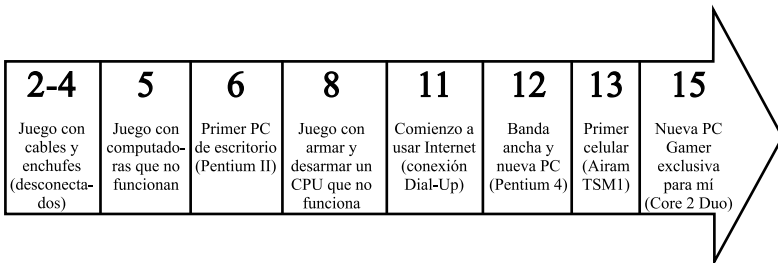 2-4
Juego con
cables y
enchufes
(desconecta-
dos)
5
Juego con
computado-
ras que no
funcionan
6
Primer PC
de escritorio
(Pentium II)
8
Juego con
armar y
desarmar un
CPU que no
funciona
11
Comienzo a
usar Internet
(conexión
Dial-Up)
12
Banda
ancha y
nueva PC
(Pentium 4)
13
Primer
celular
(Airam
TSM1)
15
Nueva PC
Gamer
exclusiva
para mí
(Core 2 Duo)